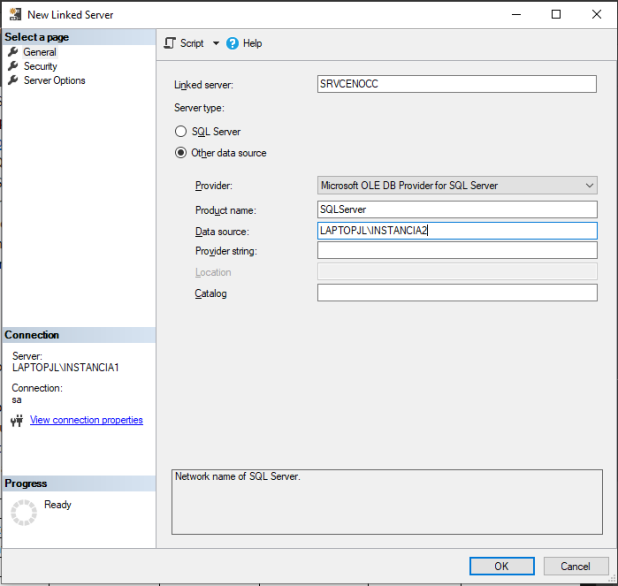 New Linked Server
Select a page
General
Security
Server Options
Script
Help
Linked server:
SRVCENOCC
Server type:
SQL Server
Other data source
Provider:
Microsoft OLE DB Provider for SQL Server
Product name:
SQLServer
Data source:
LAPTOPJL\INSTANCIA2
Provider string:
Location
Catalog
Connection
Server:
LAPTOPJL\INSTANCIA1
Connection:
sa
View connection properties
Progress
Ready
Network name of SQL Server.
OK
Cancel